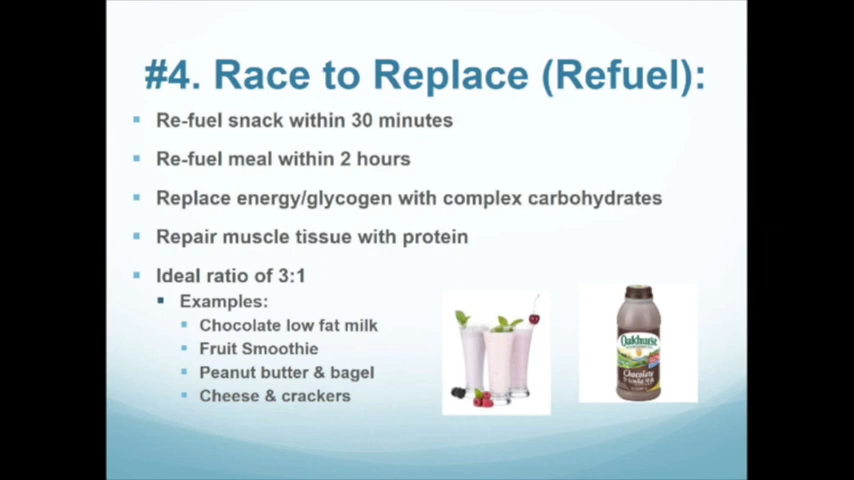 #4. Race to Replace (Refuel):
Re-fuel snack within 30 minutes
Re-fuel meal within 2 hours
Replace energy/glycogen with complex carbohydrates
Repair muscle tissue with protein
Ideal ratio of 3:1
Examples:
Chocolate low fat milk
Fruit Smoothie
Peanut butter & bagel
Cheese & crackers
Oakhurst
Chocolate